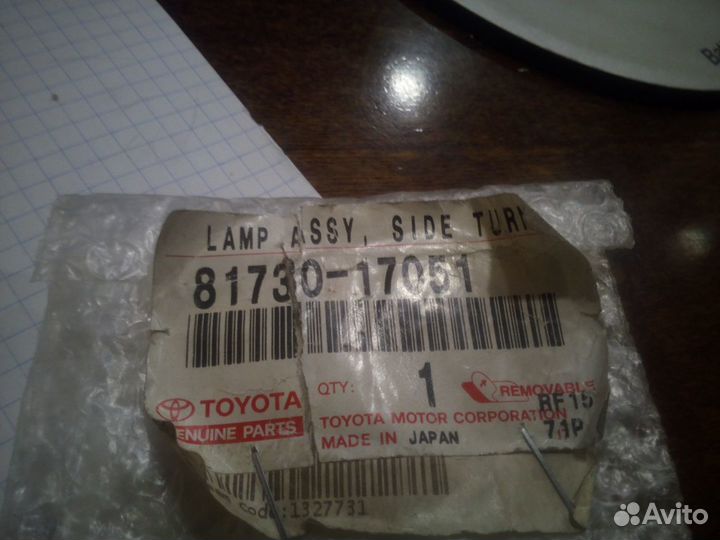 LAMP ASSY, SIDE TURN
81730-17051
QTY: 1
REMOVABLE
TOYOTA
GENUINE PARTS
TOYOTA MOTOR CORPORATION
MADE IN JAPAN
BF15
71P
code:1327731
Avito